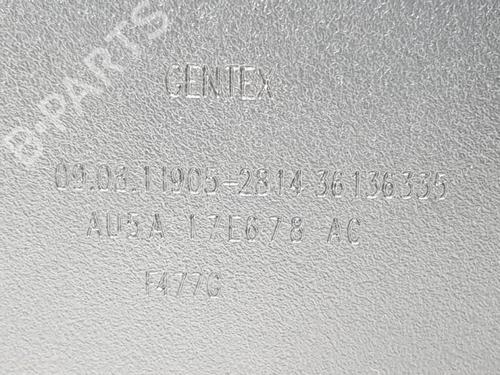 B-PARTS
GENTEX
09.03.11905-2814 36136335
AU5A 17E678 AC
F477G